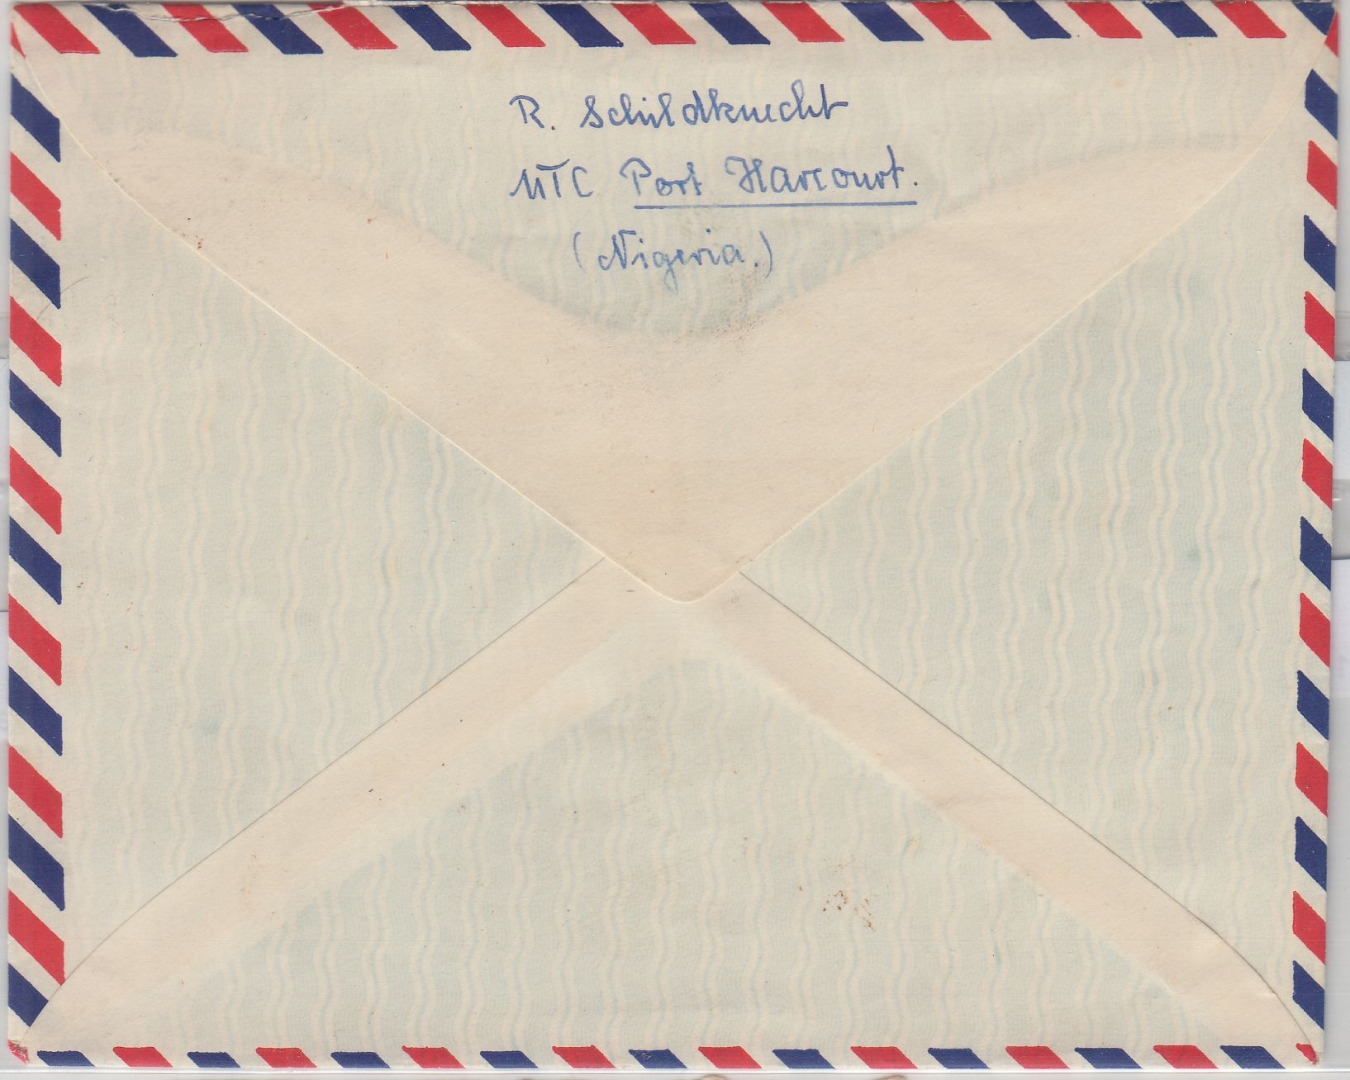 R. Schildknecht
UTC Port Harcourt.
(Nigeria.)